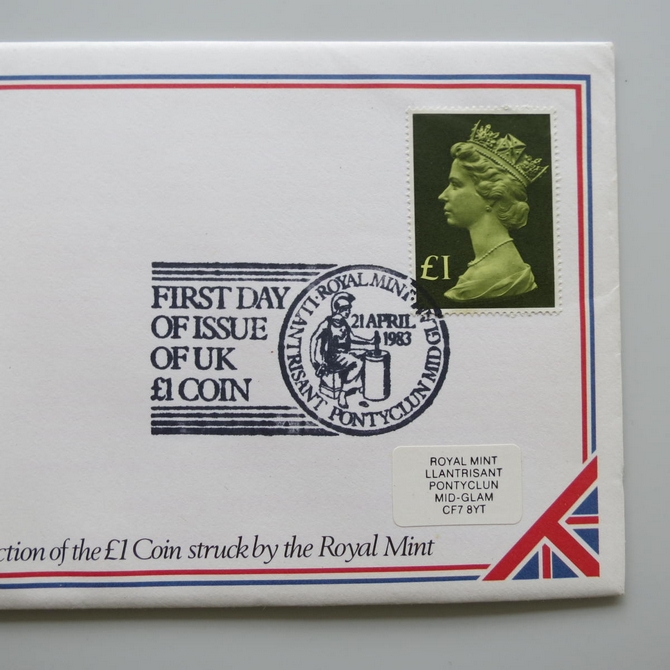 £1
FIRST DAY
OF ISSUE
OF UK
£1 COIN
LLANTRISANT · ROYAL MINT · MID GLAM PONTYCLUN
21 APRIL
1983
ROYAL MINT
LLANTRISANT
PONTYCLUN
MID-GLAM
CF7 8YT
ction of the £1 Coin struck by the Royal Mint